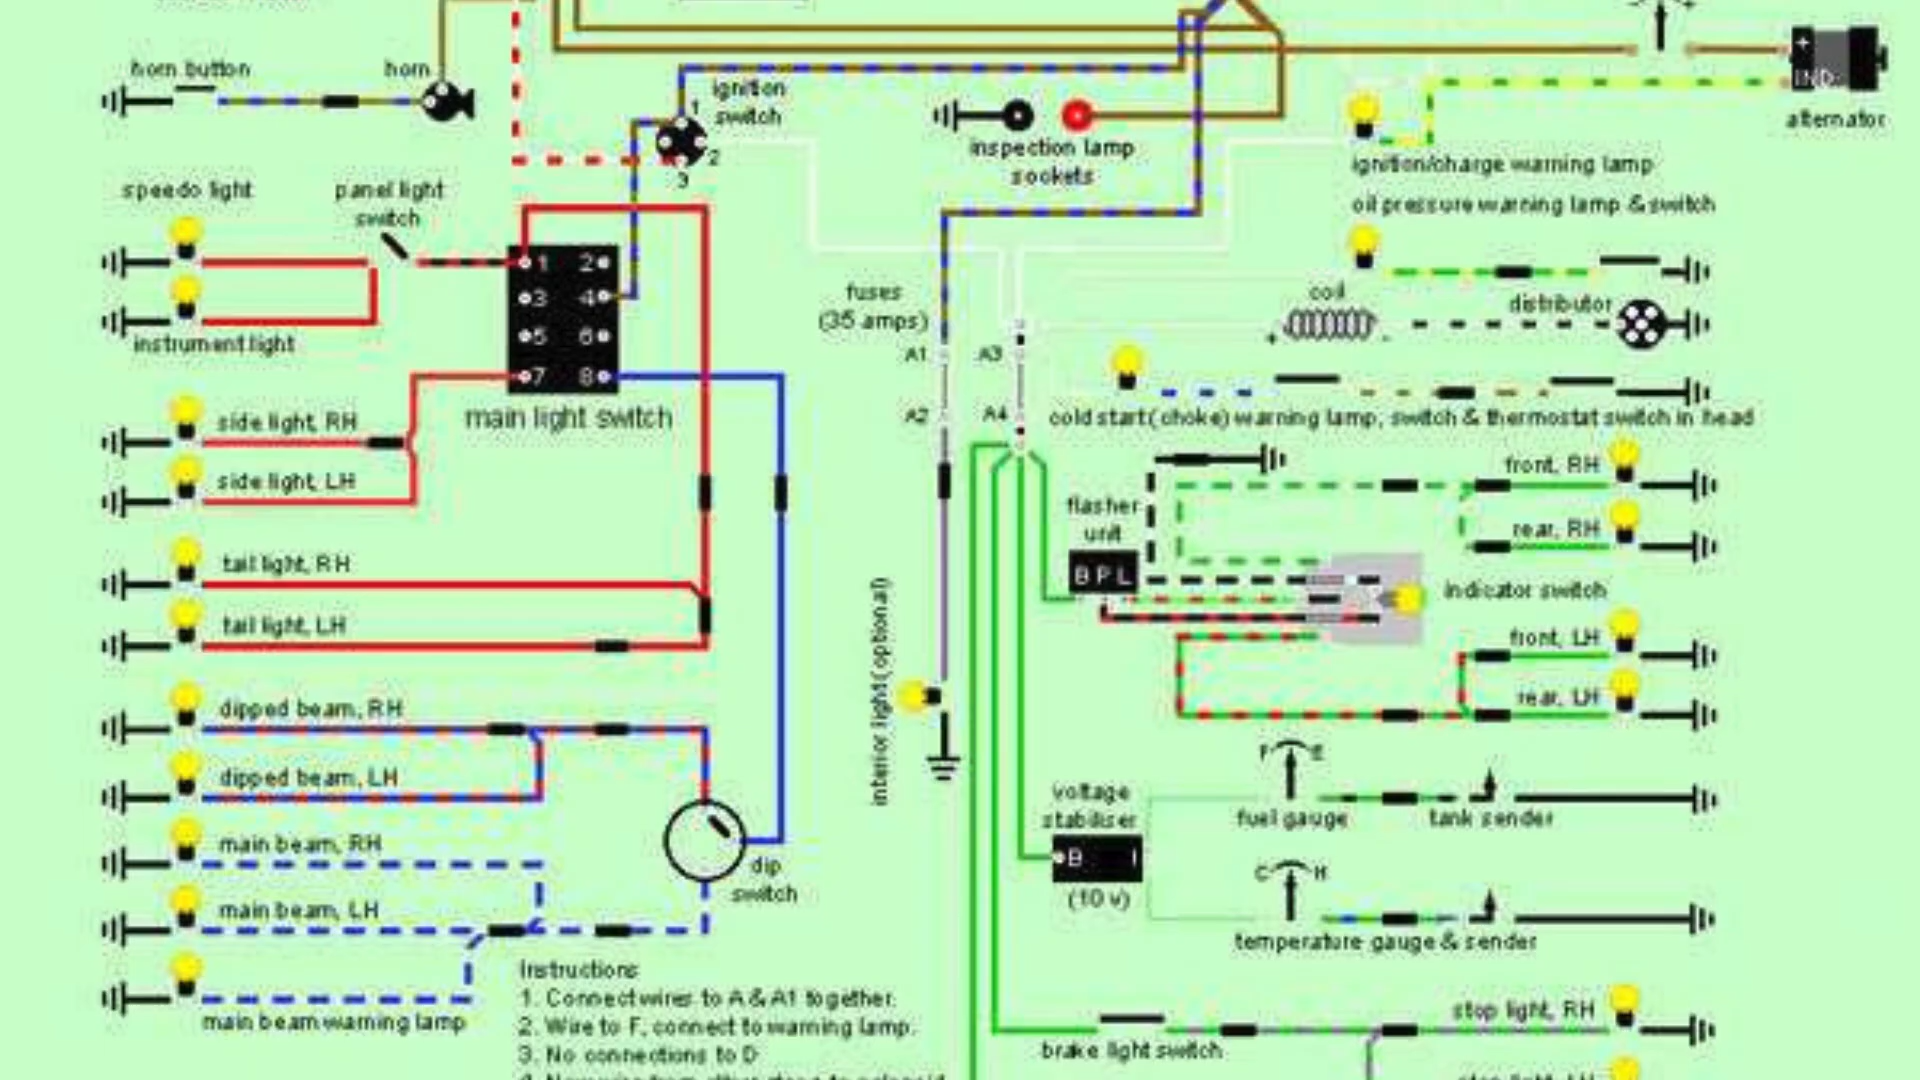 horn button
horn
ignition
switch
1
2
3
inspection lamp
sockets
+
IND
alternator
ignition/charge warning lamp
oil pressure warning lamp & switch
speedo light
panel light
switch
instrument light
1 2
3 4
5 6
7 8
main light switch
fuses
(35 amps)
A1
A3
A2
A4
coil
+
-
distributor
cold start(choke) warning lamp, switch & thermostat switch in head
side light, RH
side light, LH
tail light, RH
tail light, LH
flasher
unit
B P L
front, RH
rear, RH
indicator switch
front, LH
rear, LH
interior light (optional)
dipped beam, RH
dipped beam, LH
main beam, RH
main beam, LH
main beam warning lamp
dip
switch
voltage
stabiliser
B I
(10 v)
F E
fuel gauge
tank sender
C H
temperature gauge & sender
Instructions
1. Connect wires to A & A1 together.
2. Wire to F, connect to warning lamp.
3. No connections to D
brake light switch
stop light, RH
stop light, LH